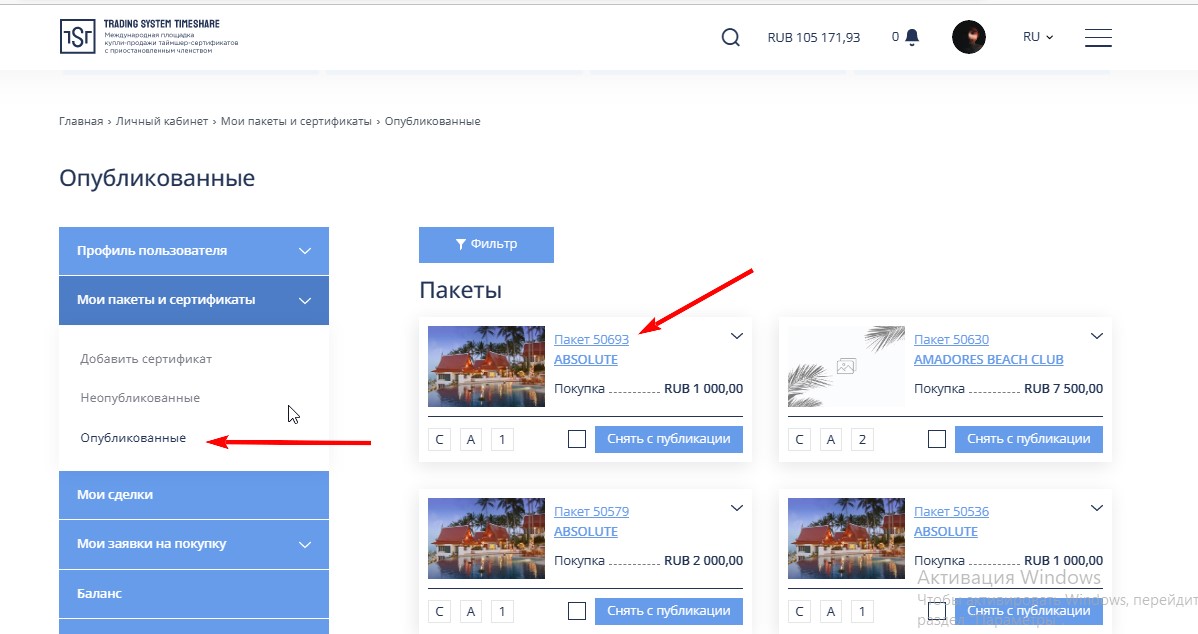 TST
TRADING SYSTEM TIMESHARE
Международная площадка
купли-продажи таймшер-сертификатов
с приостановленным членством
RUB 105 171,93
0
RU
Главная › Личный кабинет › Мои пакеты и сертификаты › Опубликованные
Опубликованные
Профиль пользователя
Мои пакеты и сертификаты
Добавить сертификат
Неопубликованные
Опубликованные
Мои сделки
Мои заявки на покупку
Баланс
Фильтр
Пакеты
Пакет 50693
ABSOLUTE
Покупка RUB 1 000,00
C A 1 Снять с публикации
Пакет 50630
AMADORES BEACH CLUB
Покупка RUB 7 500,00
C A 2 Снять с публикации
Пакет 50579
ABSOLUTE
Покупка RUB 2 000,00
C A 1 Снять с публикации
Пакет 50536
ABSOLUTE
Покупка RUB 1 000,00
C A 1 Снять с публикации
Активация Windows
Чтобы активировать Windows, перейдит
раздел "Параметры".